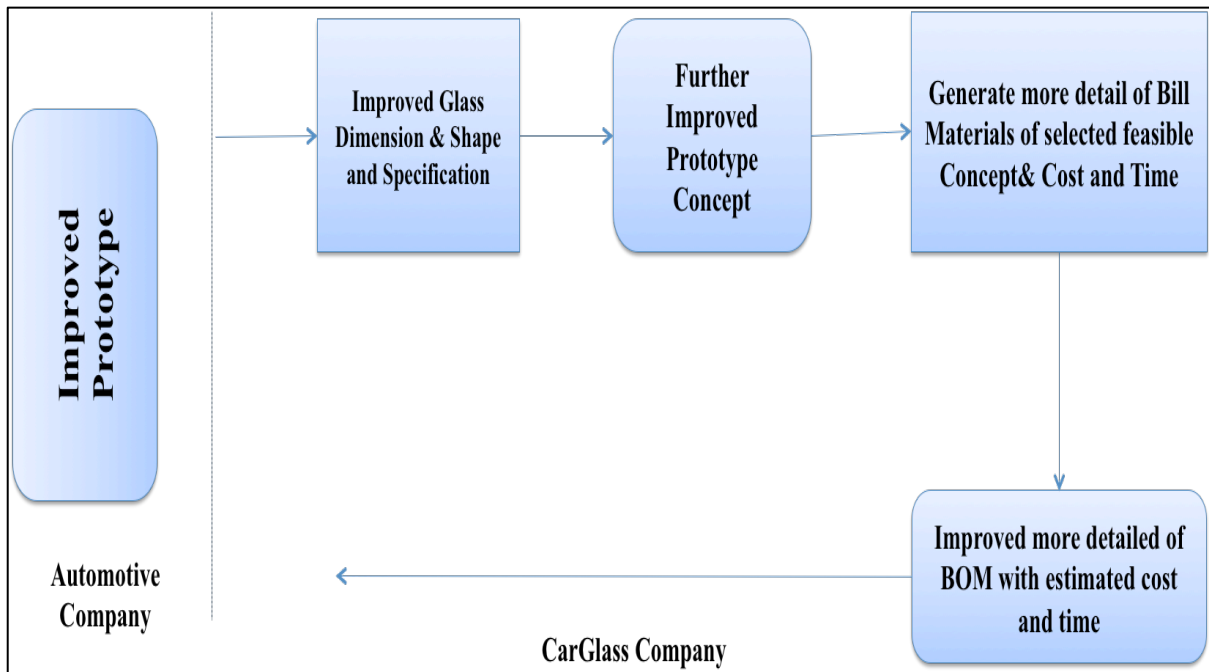 Improved
Prototype
Automotive
Company
Improved Glass
Dimension & Shape
and Specification
Further
Improved
Prototype
Concept
Generate more detail of Bill
Materials of selected feasible
Concept& Cost and Time
Improved more detailed of
BOM with estimated cost
and time
CarGlass Company